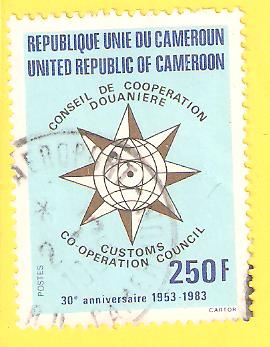 REPUBLIQUE UNIE DU CAMEROUN
UNITED REPUBLIC OF CAMEROON
CONSEIL DE COOPERATION
DOUANIERE
CUSTOMS
CO-OPERATION COUNCIL
250F
POSTES
30e anniversaire 1953-1983
CARTOR